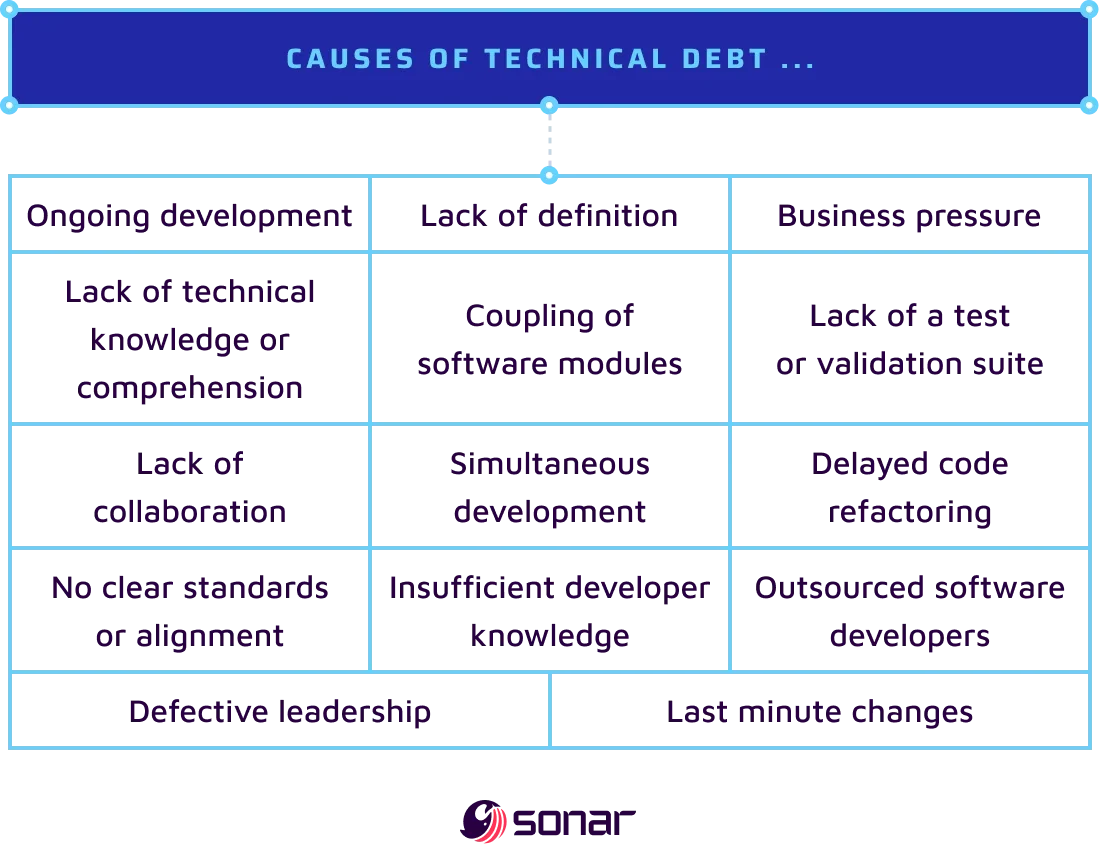 CAUSES OF TECHNICAL DEBT ...
Ongoing development
Lack of definition
Business pressure
Lack of technical
knowledge or
comprehension
Coupling of
software modules
Lack of a test
or validation suite
Lack of
collaboration
Simultaneous
development
Delayed code
refactoring
No clear standards
or alignment
Insufficient developer
knowledge
Outsourced software
developers
Defective leadership
Last minute changes
sonar